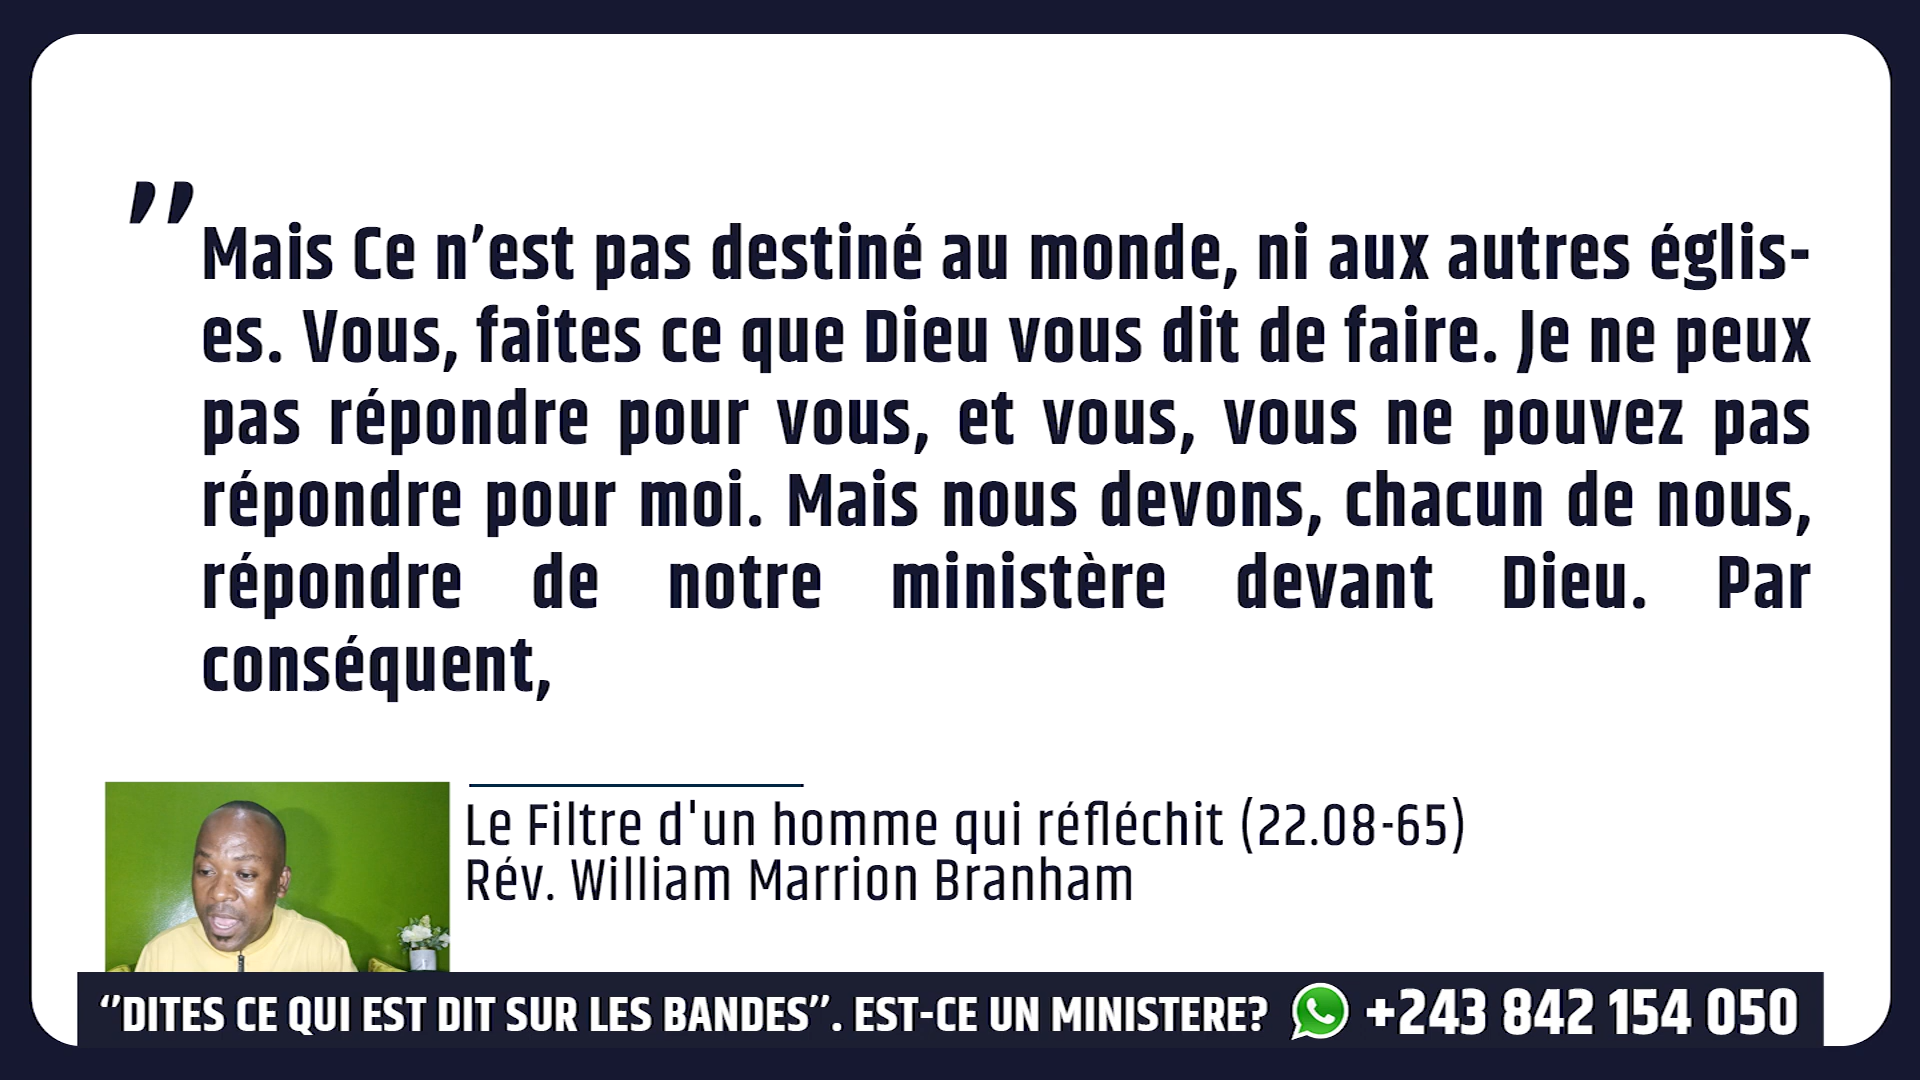 ’’
Mais Ce n’est pas destiné au monde, ni aux autres églis-
es. Vous, faites ce que Dieu vous dit de faire. Je ne peux
pas répondre pour vous, et vous, vous ne pouvez pas
répondre pour moi. Mais nous devons, chacun de nous,
répondre de notre ministère devant Dieu. Par
conséquent,
Le Filtre d'un homme qui réfléchit (22.08-65)
Rév. William Marrion Branham
‘’DITES CE QUI EST DIT SUR LES BANDES’’. EST-CE UN MINISTERE? +243 842 154 050